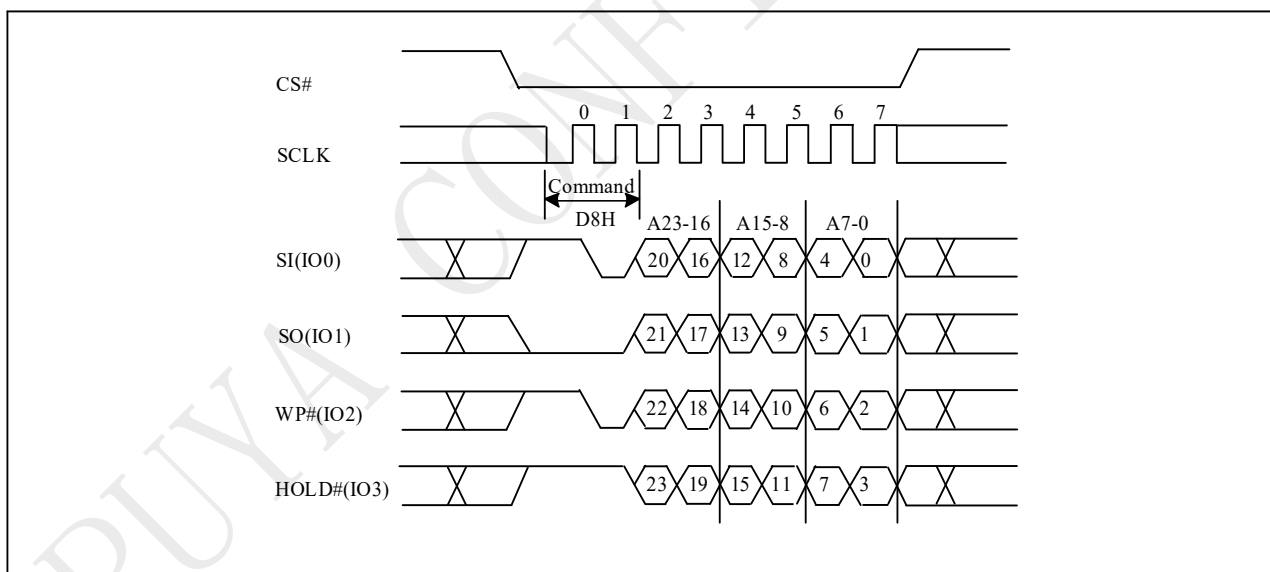 PUYA CONF
CS#
0 1 2 3 4 5 6 7
SCLK
Command
D8H A23-16 A15-8 A7-0
SI(IO0) 20 16 12 8 4 0
SO(IO1) 21 17 13 9 5 1
WP#(IO2) 22 18 14 10 6 2
HOLD#(IO3) 23 19 15 11 7 3